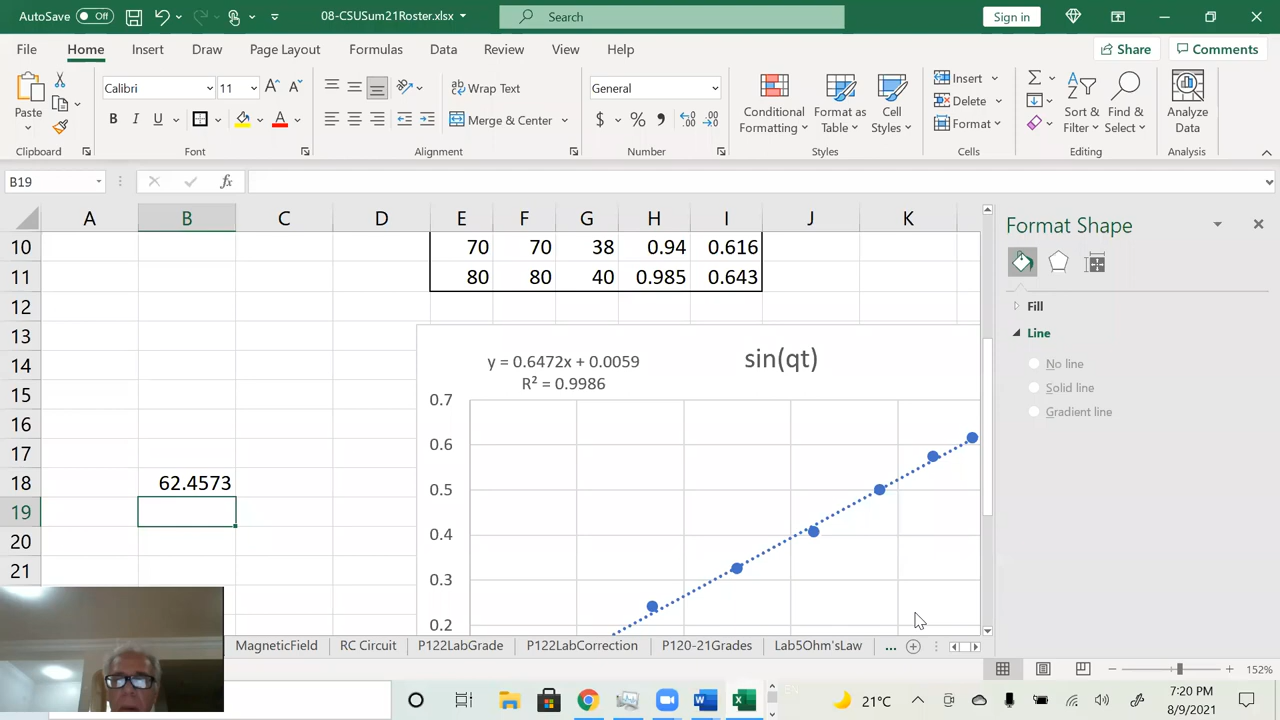 AutoSave Off 08-CSUSum21Roster.xlsx Search Sign in
File Home Insert Draw Page Layout Formulas Data Review View Help Share Comments
Paste
Clipboard
Calibri 11 A A
B I U A
Font
Wrap Text
Merge & Center
Alignment
General
$ % ,
Number
Conditional Formatting
Format as Table
Cell Styles
Styles
Insert
Delete
Format
Cells
Sort & Filter
Find & Select
Editing
Analyze Data
Analysis
B19 fx
A B C D E F G H I J K
10 70 70 38 0.94 0.616
11 80 80 40 0.985 0.643
12
13
14
15
16
17
18 62.4573
19
20
21
y = 0.6472x + 0.0059
R² = 0.9986
sin(qt)
0.7
0.6
0.5
0.4
0.3
0.2
Format Shape
Fill
Line
No line
Solid line
Gradient line
MagneticField RC Circuit P122LabGrade P122LabCorrection P120-21Grades Lab5Ohm'sLaw ...
152%
21°C
7:20 PM
8/9/2021